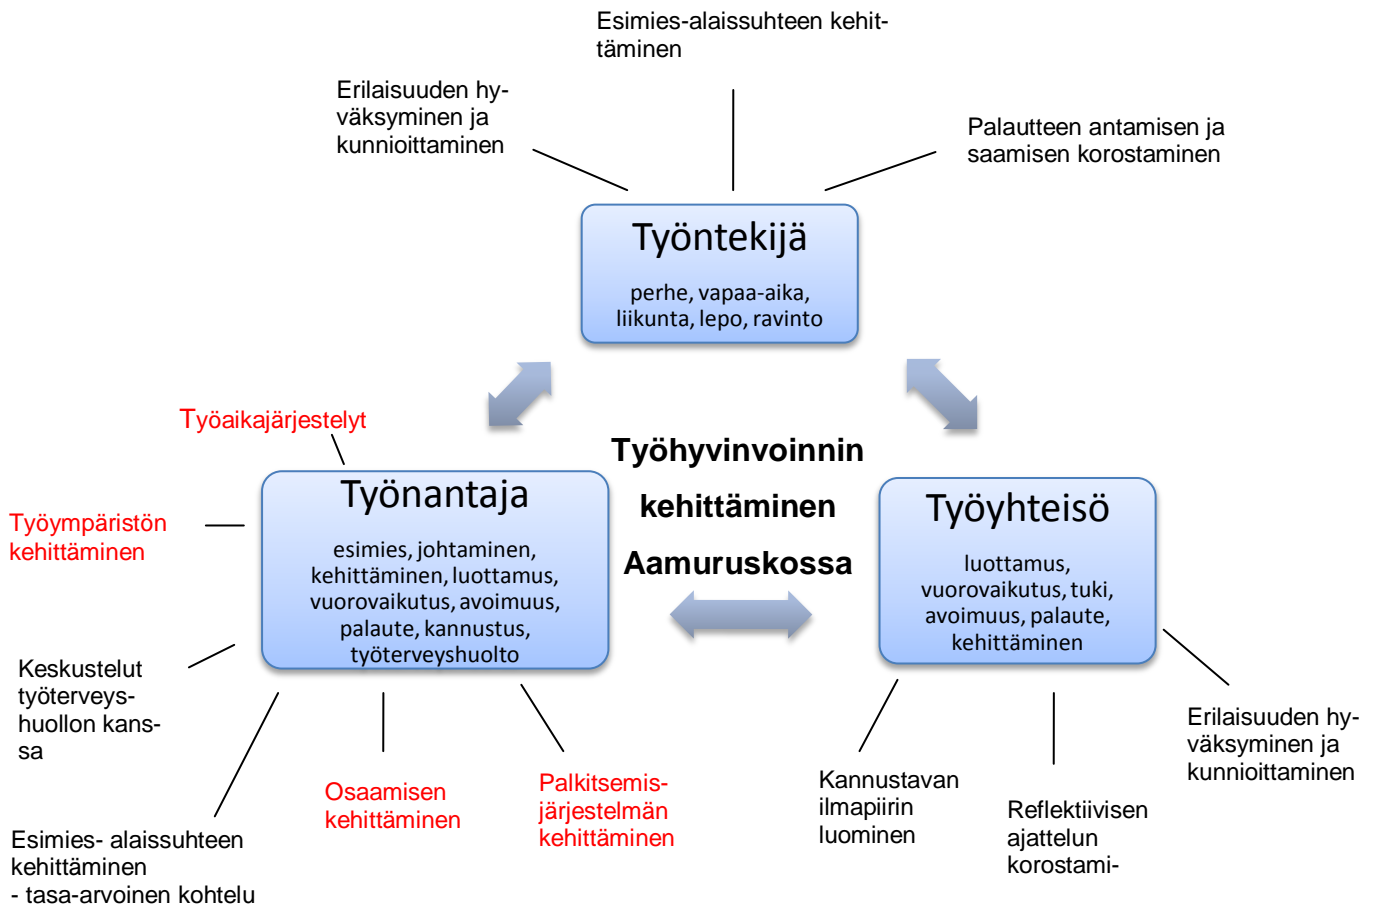 Esimies-alaissuhteen kehit-
täminen
Erilaisuuden hy-
väksyminen ja
kunnioittaminen
Palautteen antamisen ja
saamisen korostaminen
Työntekijä
perhe, vapaa-aika,
liikunta, lepo, ravinto
Työaikajärjestelyt
Työympäristön
kehittäminen
Työnantaja
esimies, johtaminen,
kehittäminen, luottamus,
vuorovaikutus, avoimuus,
palaute, kannustus,
työterveyshuolto
Työhyvinvoinnin
kehittäminen
Aamuruskossa
Työyhteisö
luottamus,
vuorovaikutus, tuki,
avoimuus, palaute,
kehittäminen
Keskustelut
työterveys-
huollon kans-
sa
Esimies- alaissuhteen
kehittäminen
- tasa-arvoinen kohtelu
Osaamisen
kehittäminen
Palkitsemis-
järjestelmän
kehittäminen
Kannustavan
ilmapiirin
luominen
Reflektiivisen
ajattelun
korostami-
Erilaisuuden hy-
väksyminen ja
kunnioittaminen